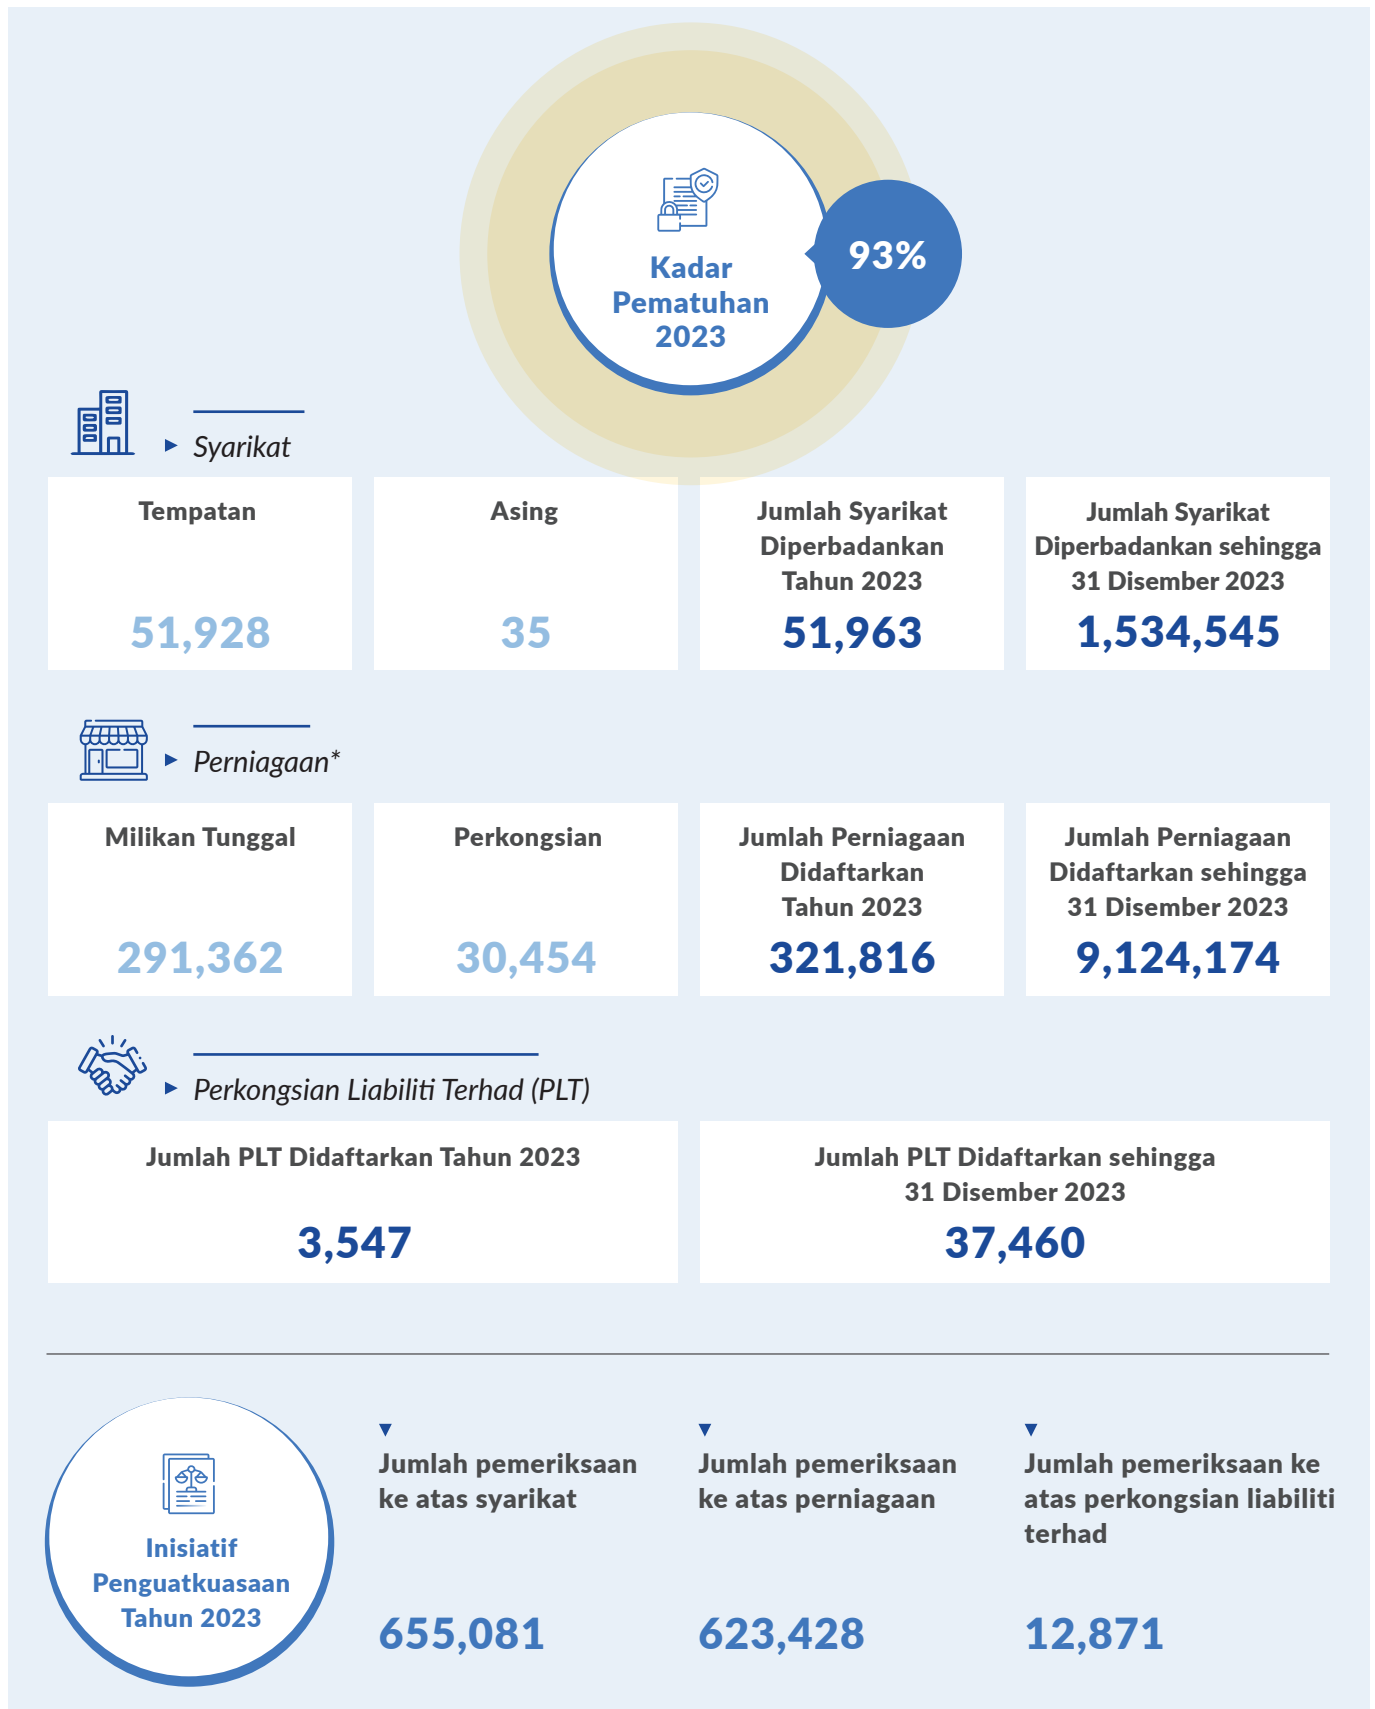 Kadar
Pematuhan
2023
93%
Syarikat
Tempatan
51,928
Asing
35
Jumlah Syarikat
Diperbadankan
Tahun 2023
51,963
Jumlah Syarikat
Diperbadankan sehingga
31 Disember 2023
1,534,545
Perniagaan*
Milikan Tunggal
291,362
Perkongsian
30,454
Jumlah Perniagaan
Didaftarkan
Tahun 2023
321,816
Jumlah Perniagaan
Didaftarkan sehingga
31 Disember 2023
9,124,174
Perkongsian Liabiliti Terhad (PLT)
Jumlah PLT Didaftarkan Tahun 2023
3,547
Jumlah PLT Didaftarkan sehingga
31 Disember 2023
37,460
Inisiatif
Penguatkuasaan
Tahun 2023
Jumlah pemeriksaan
ke atas syarikat
655,081
Jumlah pemeriksaan
ke atas perniagaan
623,428
Jumlah pemeriksaan ke
atas perkongsian liabiliti
terhad
12,871